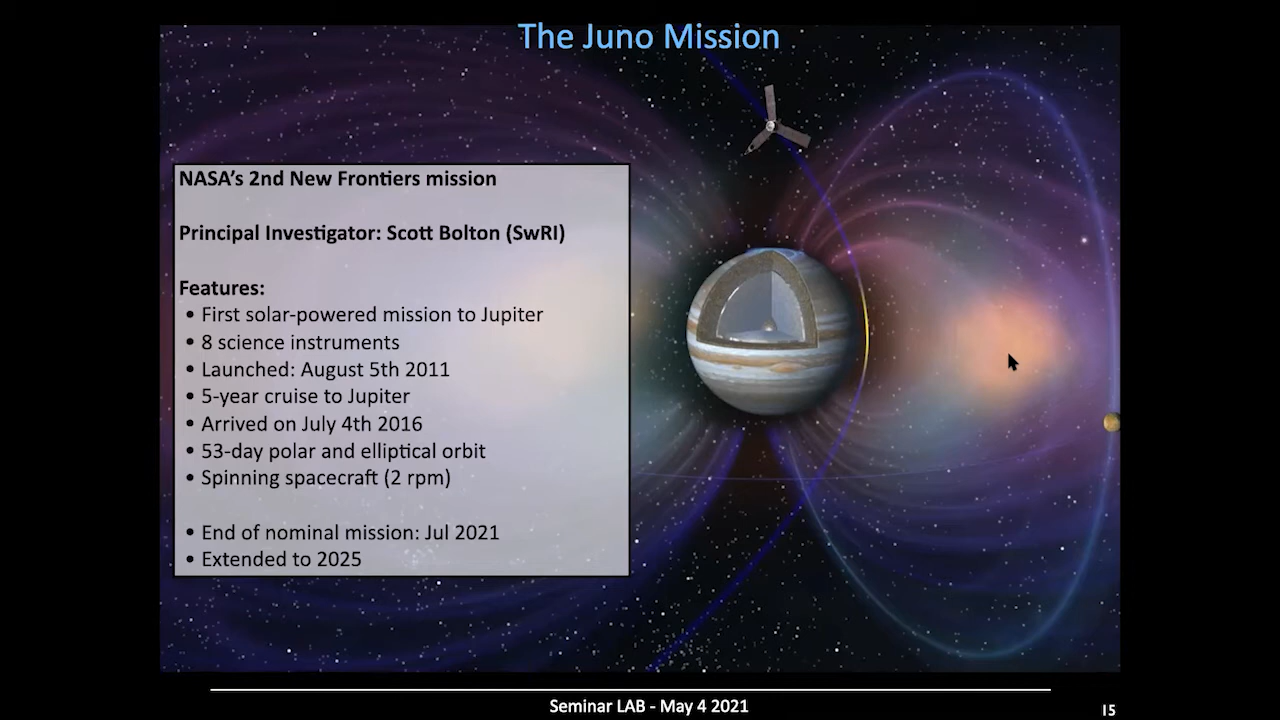 The Juno Mission
NASA’s 2nd New Frontiers mission
Principal Investigator: Scott Bolton (SwRI)
Features:
• First solar-powered mission to Jupiter
• 8 science instruments
• Launched: August 5th 2011
• 5-year cruise to Jupiter
• Arrived on July 4th 2016
• 53-day polar and elliptical orbit
• Spinning spacecraft (2 rpm)
• End of nominal mission: Jul 2021
• Extended to 2025
Seminar LAB - May 4 2021
15